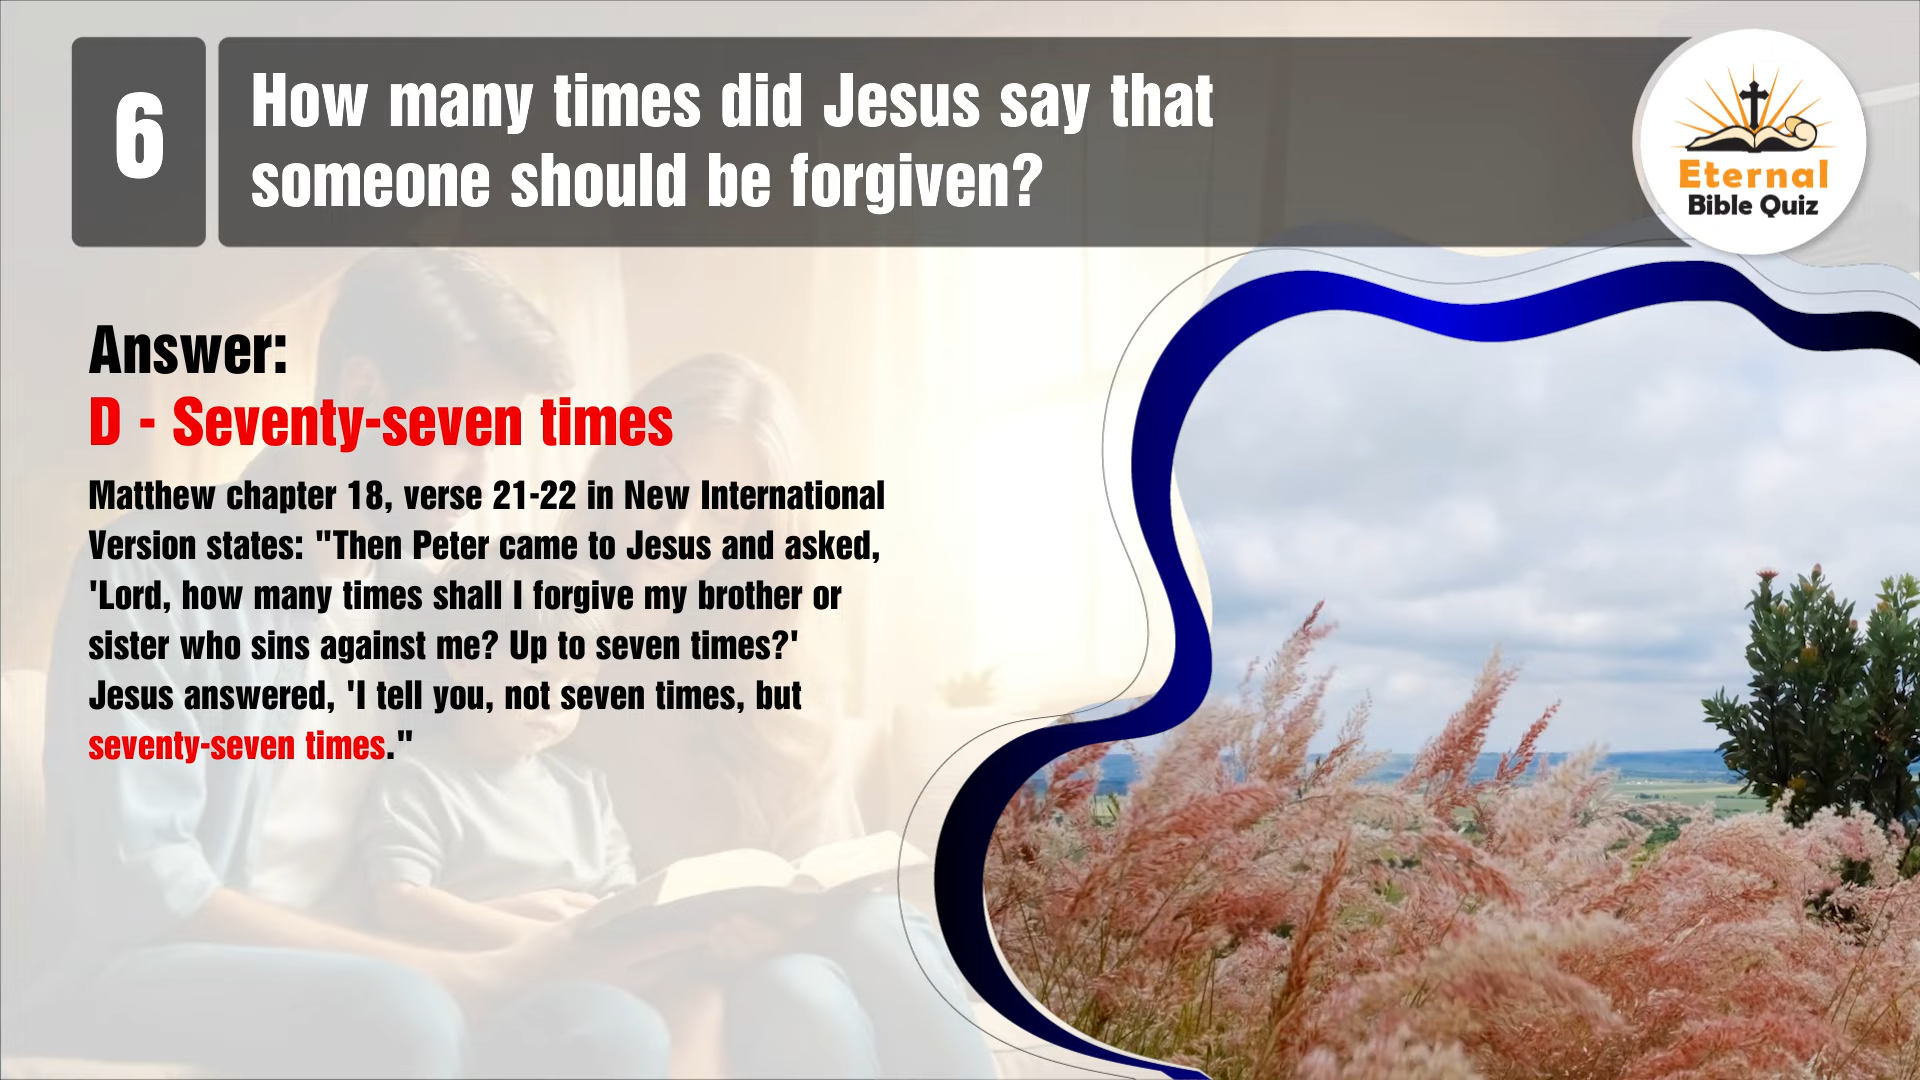 6
How many times did Jesus say that
someone should be forgiven?
Eternal
Bible Quiz
Answer:
D - Seventy-seven times
Matthew chapter 18, verse 21-22 in New International
Version states: "Then Peter came to Jesus and asked,
'Lord, how many times shall I forgive my brother or
sister who sins against me? Up to seven times?'
Jesus answered, 'I tell you, not seven times, but
seventy-seven times."